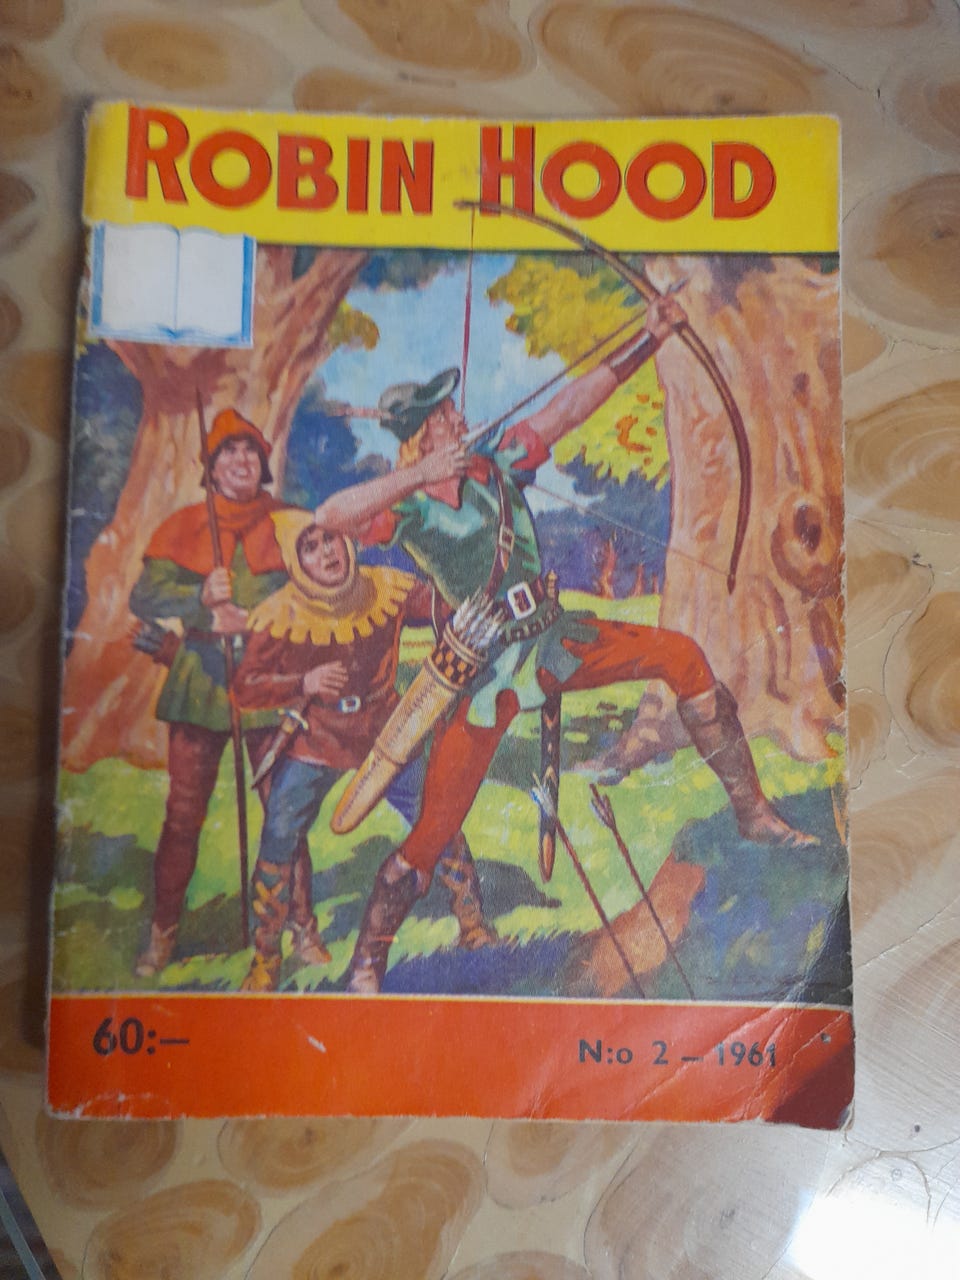 ROBIN HOOD
60:—
N:o 2 – 1961